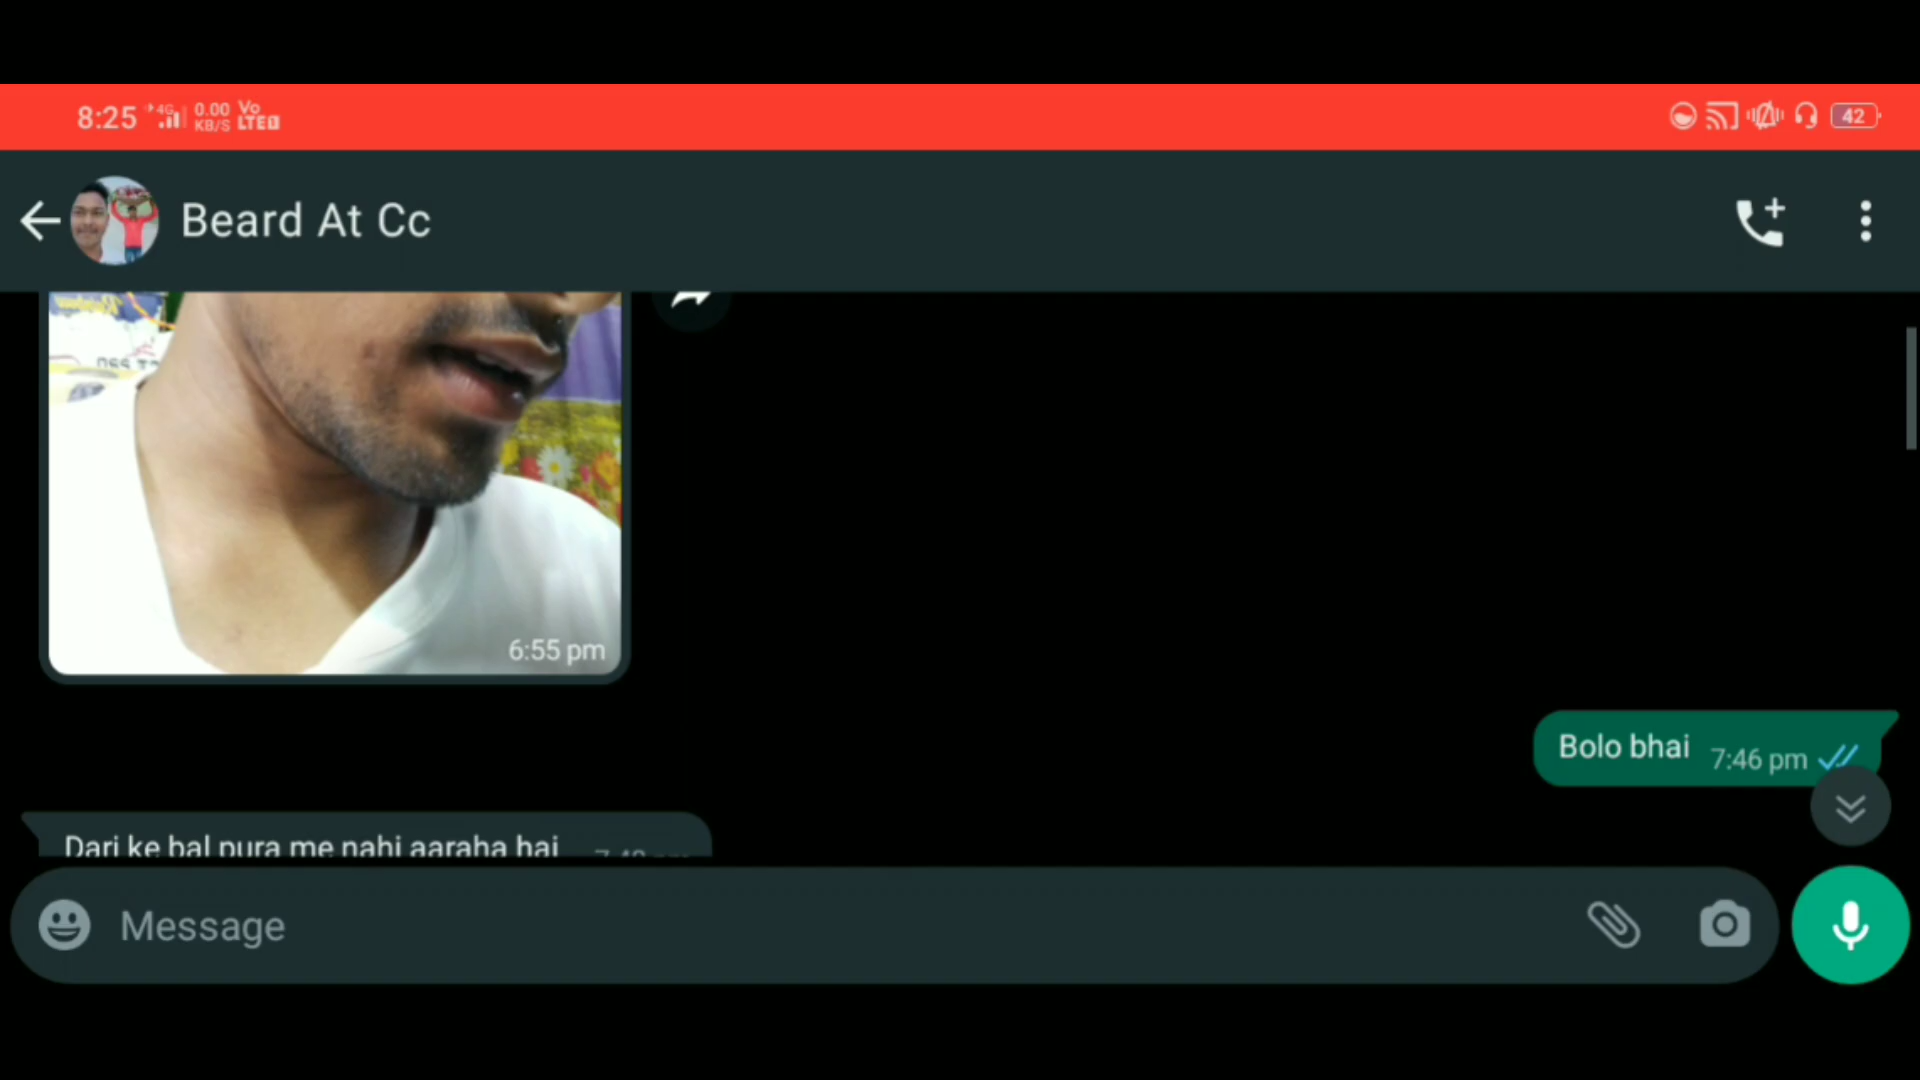 8:25 4G 0.00 KB/S Vo LTE 42
Beard At Cc
6:55 pm
Bolo bhai 7:46 pm
Dari ke bal pura me nahi aaraha hai
Message